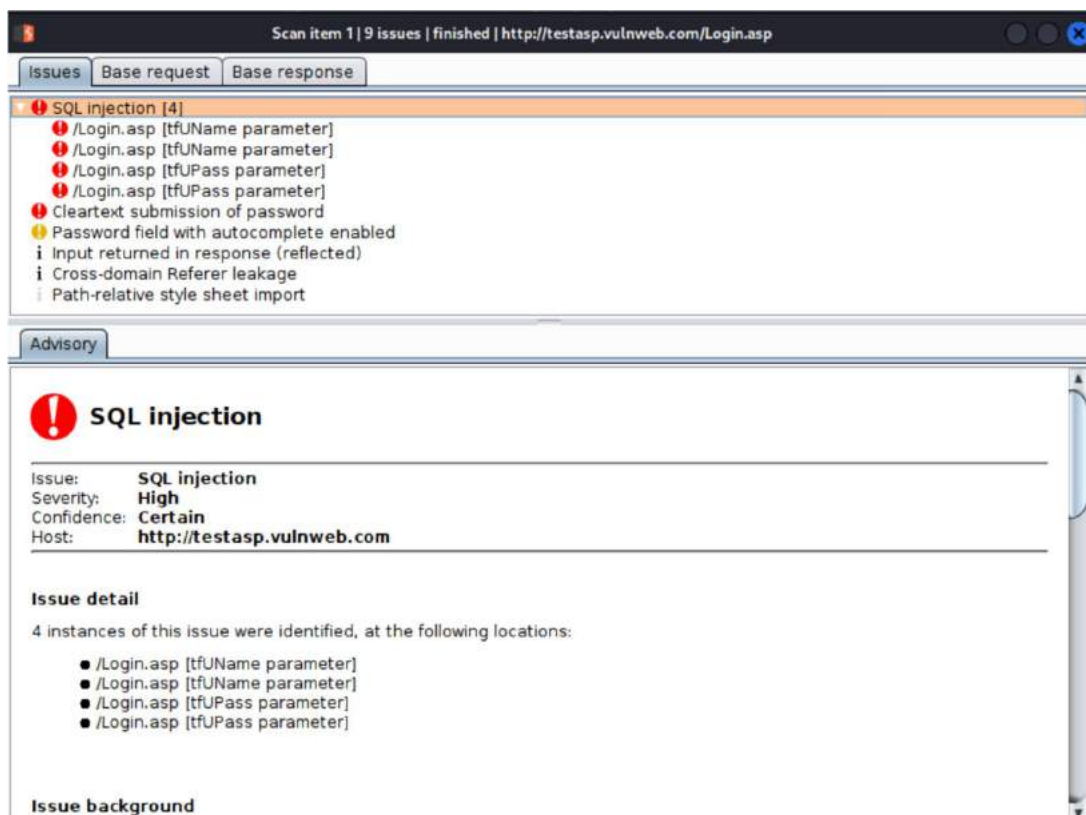 Scan item 1 | 9 issues | finished | http://testasp.vulnweb.com/Login.asp
Issues Base request Base response
SQL injection [4]
/Login.asp [tfUName parameter]
/Login.asp [tfUName parameter]
/Login.asp [tfUPass parameter]
/Login.asp [tfUPass parameter]
Cleartext submission of password
Password field with autocomplete enabled
Input returned in response (reflected)
Cross-domain Referer leakage
Path-relative style sheet import
Advisory
SQL injection
Issue: SQL injection
Severity: High
Confidence: Certain
Host: http://testasp.vulnweb.com
Issue detail
4 instances of this issue were identified, at the following locations:
/Login.asp [tfUName parameter]
/Login.asp [tfUName parameter]
/Login.asp [tfUPass parameter]
/Login.asp [tfUPass parameter]
Issue background